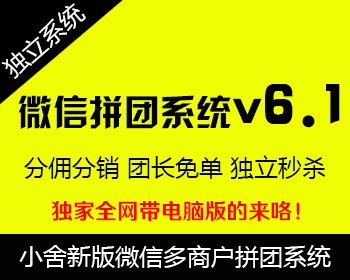 独立系统
微信拼团系统v6.1
分佣分销 团长免单 独立秒杀
独家全网带电脑版的来咯!
小舍新版微信多商户拼团系统